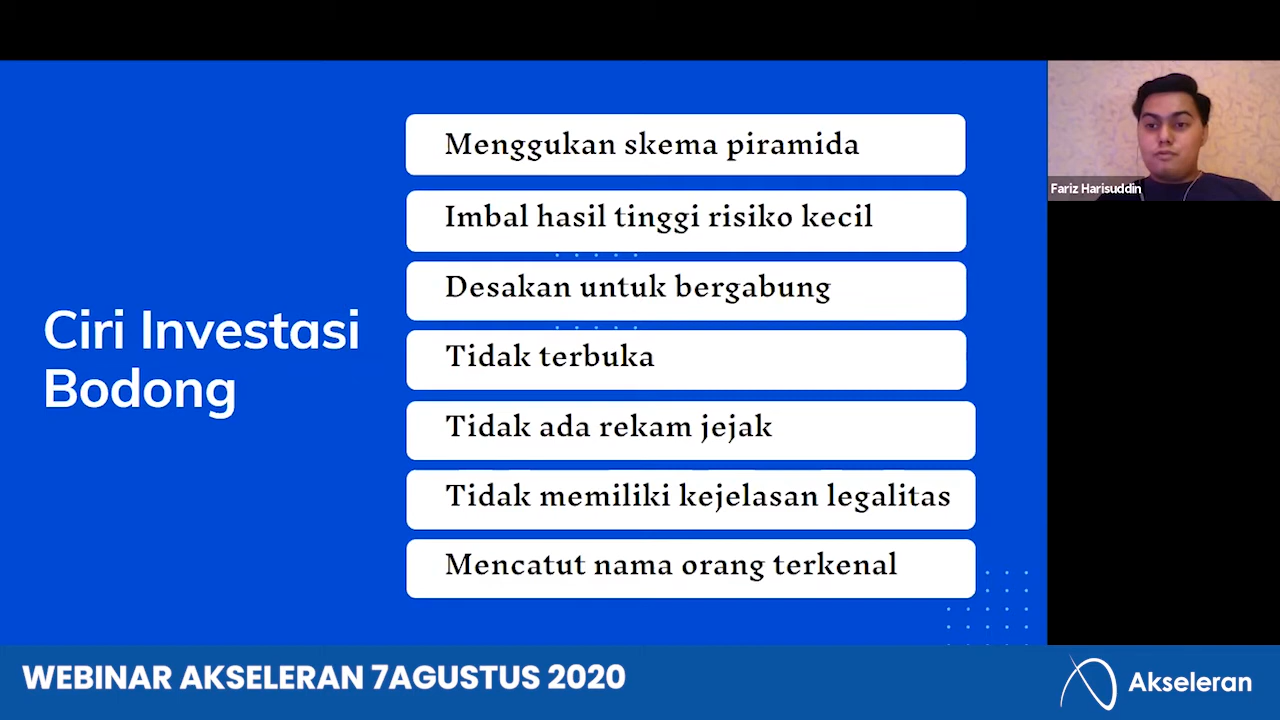 Ciri Investasi
Bodong
Menggukan skema piramida
Imbal hasil tinggi risiko kecil
Desakan untuk bergabung
Tidak terbuka
Tidak ada rekam jejak
Tidak memiliki kejelasan legalitas
Mencatut nama orang terkenal
Fariz Harisuddin
WEBINAR AKSELERAN 7AGUSTUS 2020
Akseleran